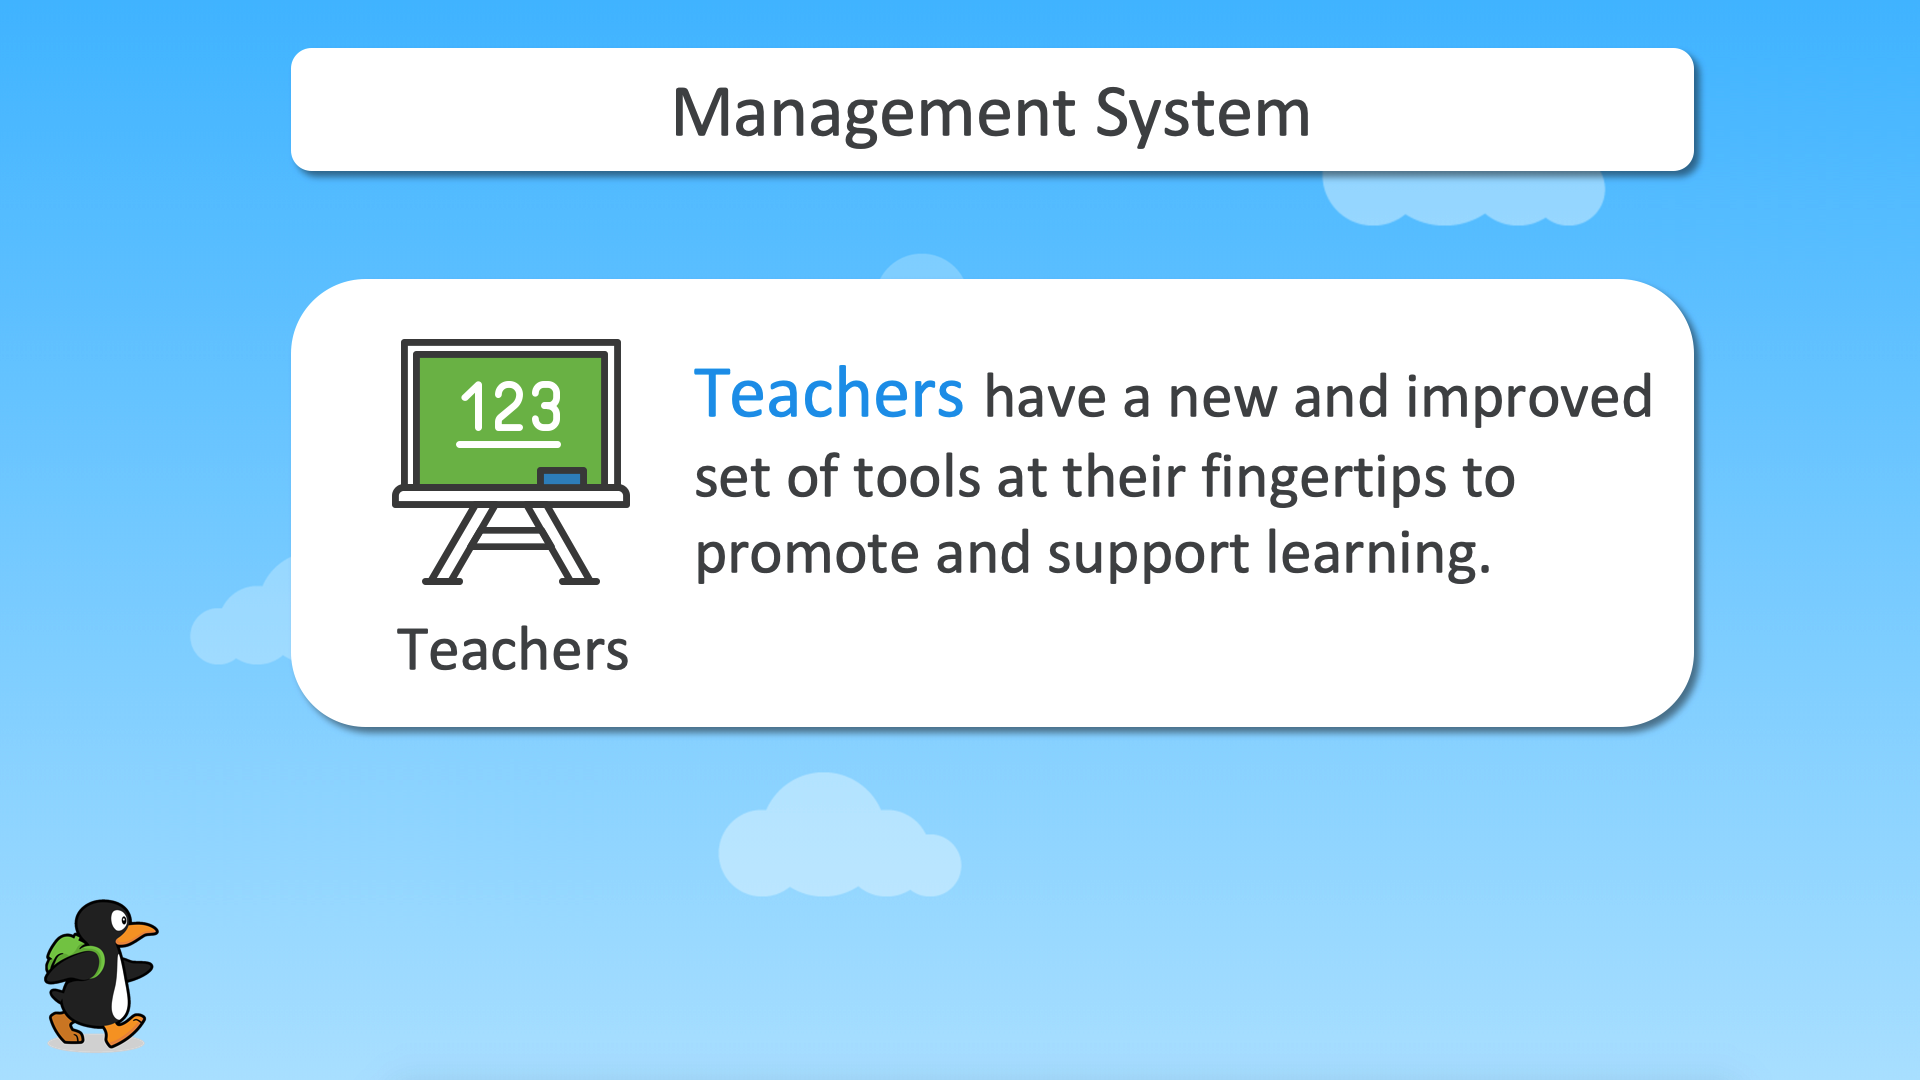 Management System
123
Teachers have a new and improved
set of tools at their fingertips to
promote and support learning.
Teachers